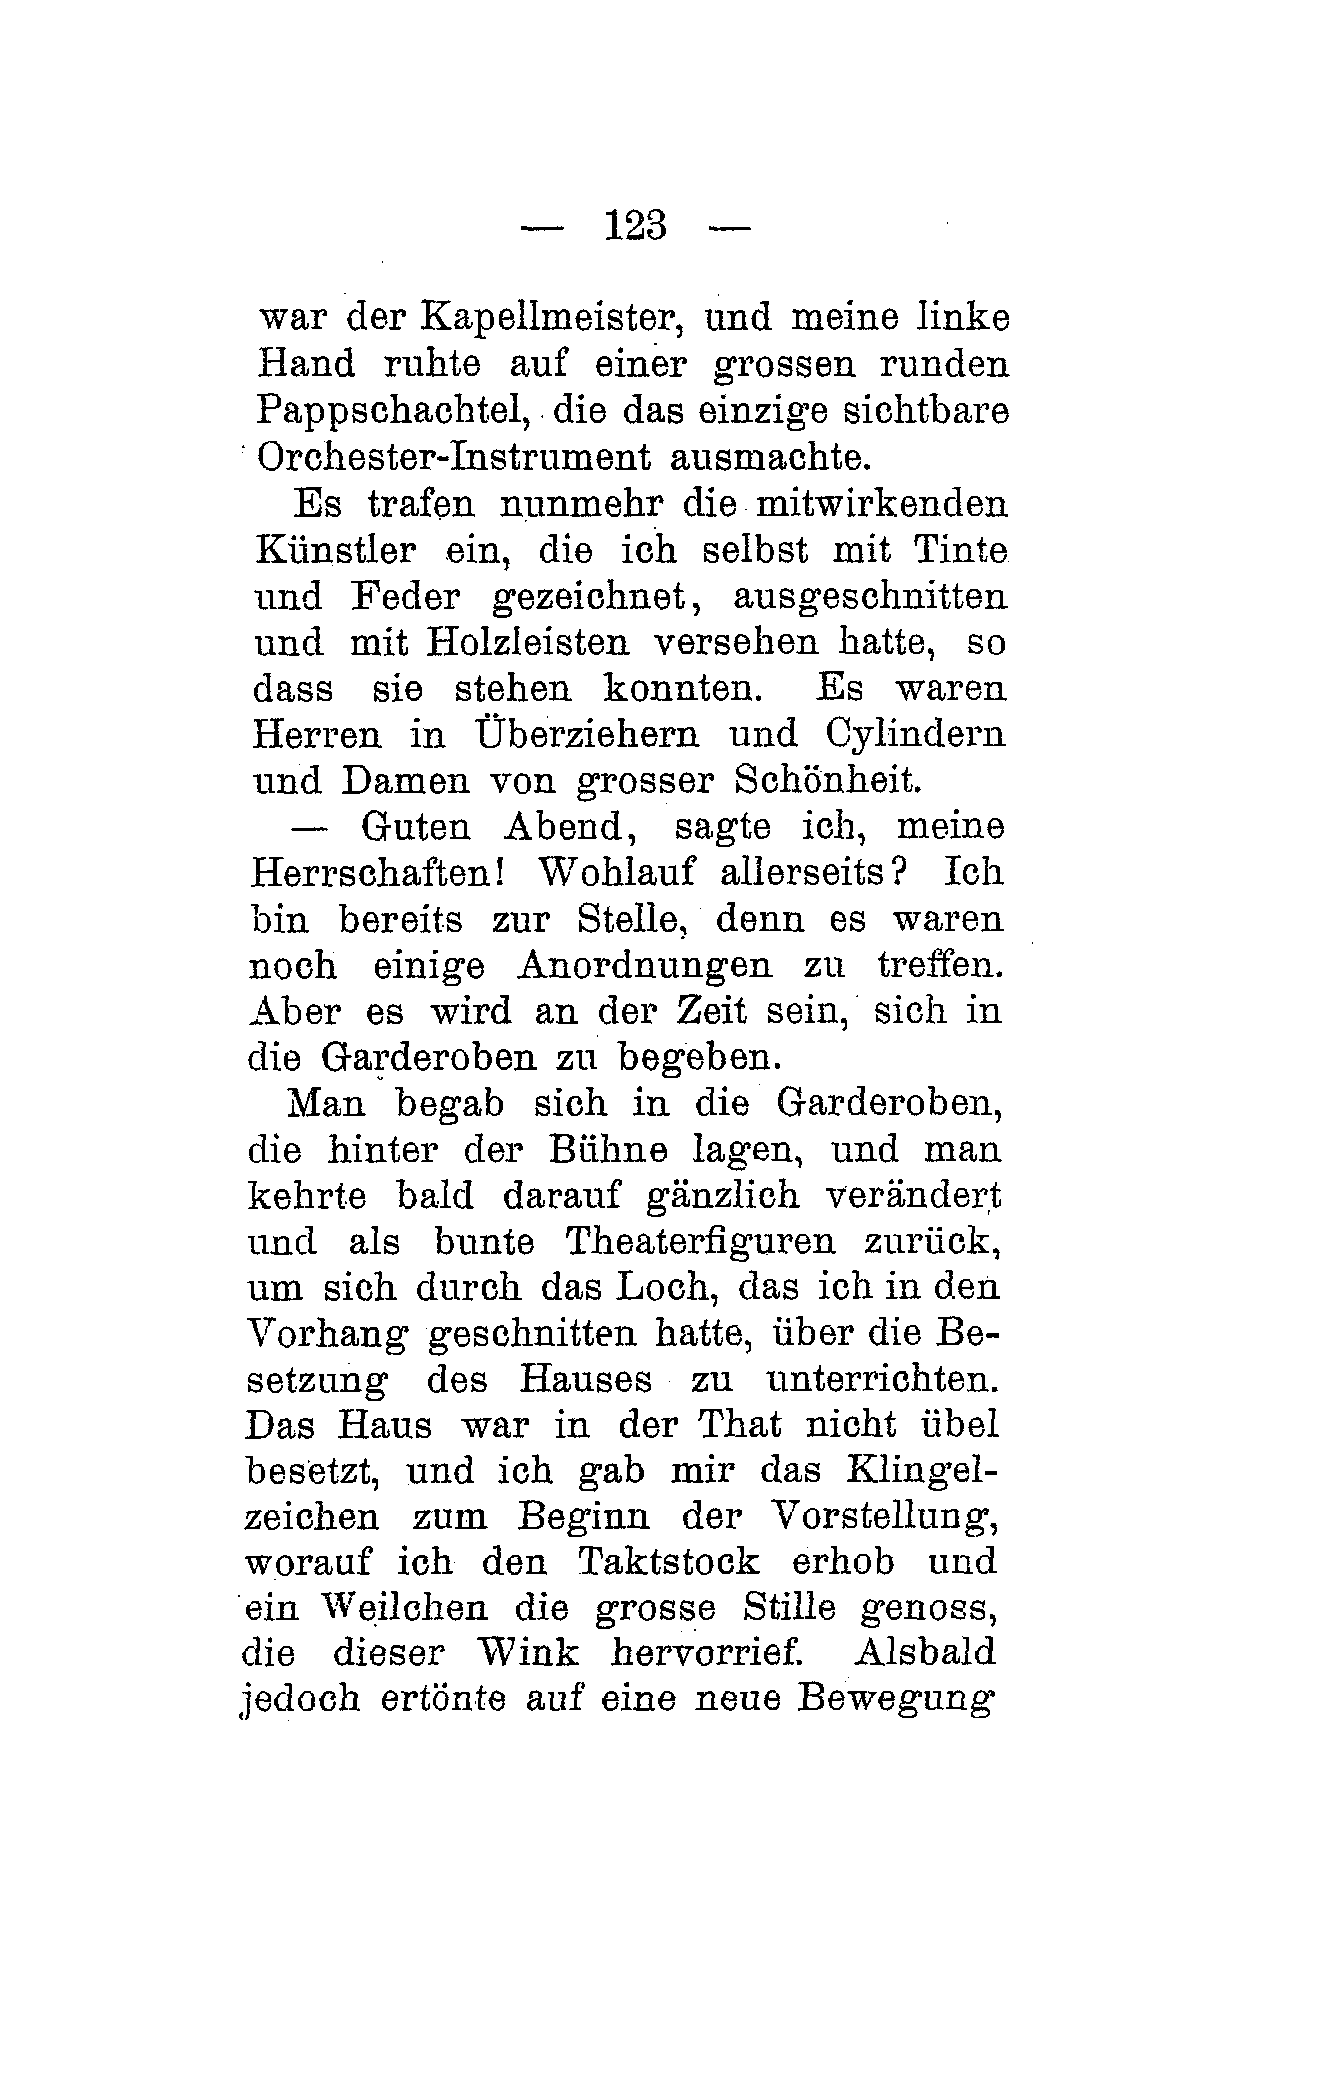 — 123 —
war der Kapellmeister, und meine linke
Hand ruhte auf einer grossen runden
Pappschachtel, die das einzige sichtbare
Orchester-Instrument ausmachte.
Es trafen nunmehr die mitwirkenden
Künstler ein, die ich selbst mit Tinte
und Feder gezeichnet, ausgeschnitten
und mit Holzleisten versehen hatte, so
dass sie stehen konnten. Es waren
Herren in Überziehern und Cylindern
und Damen von grosser Schönheit.
— Guten Abend, sagte ich, meine
Herrschaften! Wohlauf allerseits? Ich
bin bereits zur Stelle, denn es waren
noch einige Anordnungen zu treffen.
Aber es wird an der Zeit sein, sich in
die Garderoben zu begeben.
Man begab sich in die Garderoben,
die hinter der Bühne lagen, und man
kehrte bald darauf gänzlich verändert
und als bunte Theaterfiguren zurück,
um sich durch das Loch, das ich in den
Vorhang geschnitten hatte, über die Be-
setzung des Hauses zu unterrichten.
Das Haus war in der That nicht übel
besetzt, und ich gab mir das Klingel-
zeichen zum Beginn der Vorstellung,
worauf ich den Taktstock erhob und
ein Weilchen die grosse Stille genoss,
die dieser Wink hervorrief. Alsbald
jedoch ertönte auf eine neue Bewegung